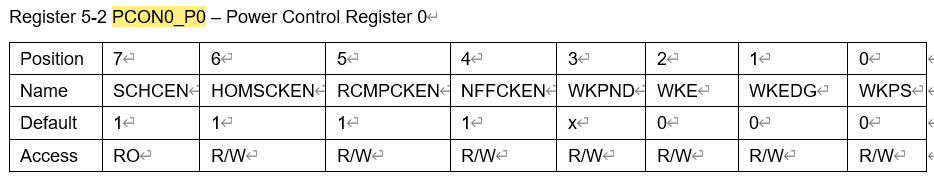 Register 5-2 PCON0_P0 – Power Control Register 0
Position 7 6 5 4 3 2 1 0
Name SCHCEN HOMSCKEN RCMPCKEN NFFCKEN WKPND WKE WKEDG WKPS
Default 1 1 1 1 x 0 0 0
Access RO R/W R/W R/W R/W R/W R/W R/W